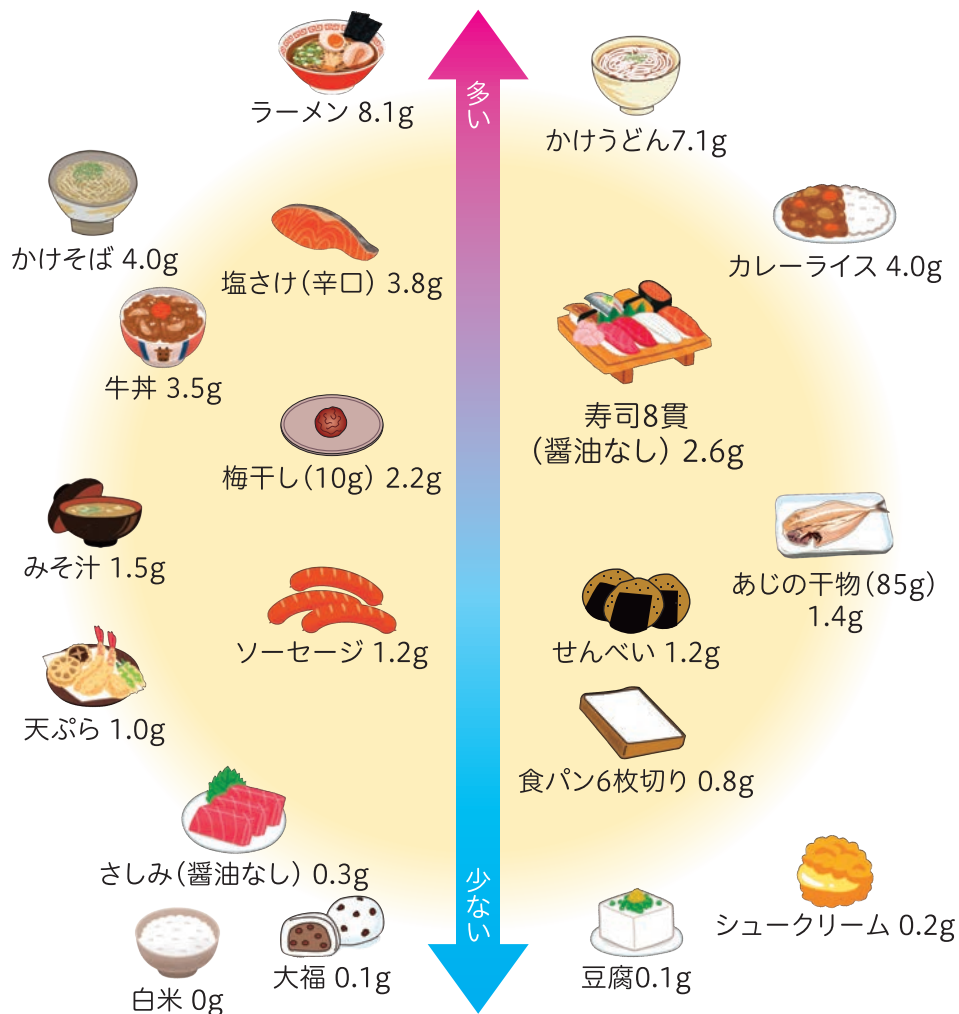 多い
ラーメン 8.1g
かけうどん7.1g
かけそば 4.0g
カレーライス 4.0g
塩さけ（辛口） 3.8g
牛丼 3.5g
寿司8貫
（醤油なし） 2.6g
梅干し（10g） 2.2g
みそ汁 1.5g
あじの干物（85g）
1.4g
ソーセージ 1.2g
せんべい 1.2g
天ぷら 1.0g
食パン6枚切り 0.8g
さしみ（醤油なし） 0.3g
シュークリーム 0.2g
大福 0.1g
豆腐0.1g
白米 0g
少ない